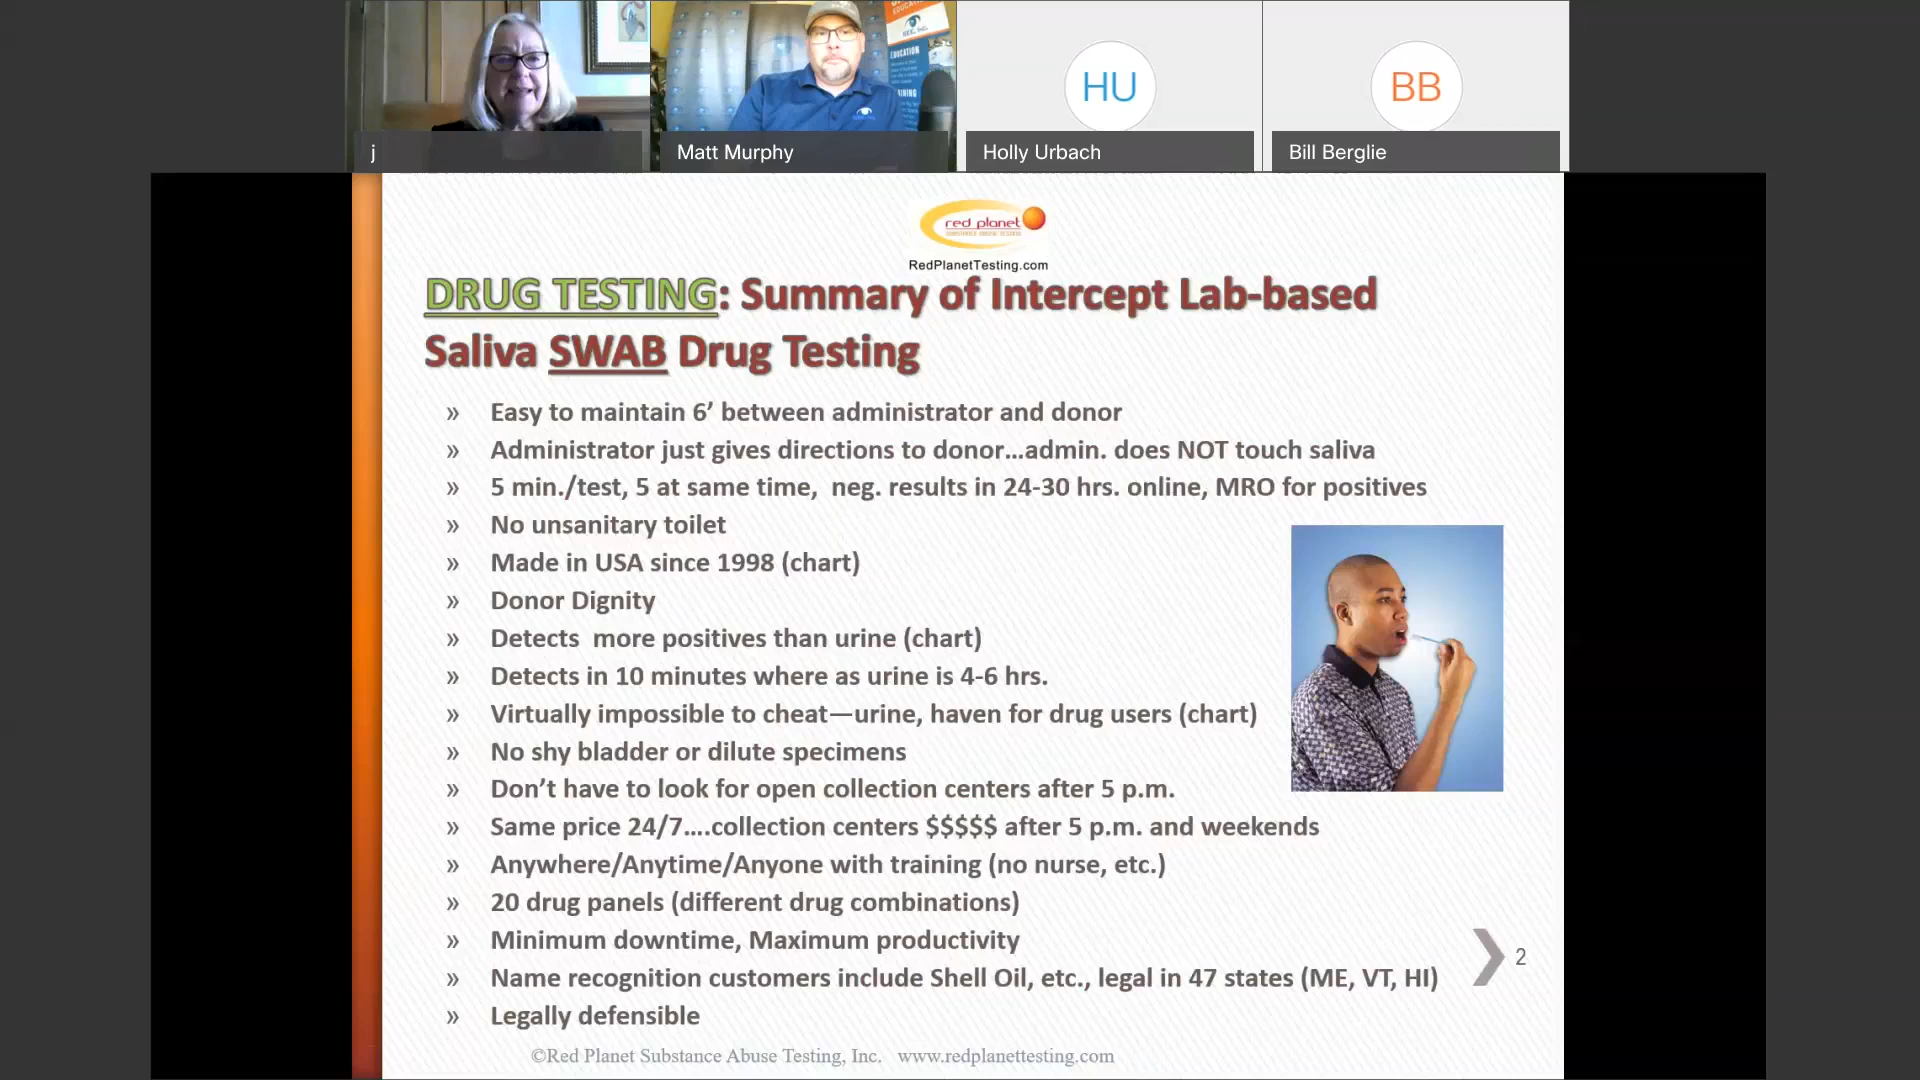 EDUCATION
j
Matt Murphy
HU
Holly Urbach
BB
Bill Berglie
red planet
SUBSTANCE ABUSE TESTING
RedPlanetTesting.com
DRUG TESTING: Summary of Intercept Lab-based
Saliva SWAB Drug Testing
» Easy to maintain 6’ between administrator and donor
» Administrator just gives directions to donor…admin. does NOT touch saliva
» 5 min./test, 5 at same time, neg. results in 24-30 hrs. online, MRO for positives
» No unsanitary toilet
» Made in USA since 1998 (chart)
» Donor Dignity
» Detects more positives than urine (chart)
» Detects in 10 minutes where as urine is 4-6 hrs.
» Virtually impossible to cheat—urine, haven for drug users (chart)
» No shy bladder or dilute specimens
» Don’t have to look for open collection centers after 5 p.m.
» Same price 24/7….collection centers $$$$$ after 5 p.m. and weekends
» Anywhere/Anytime/Anyone with training (no nurse, etc.)
» 20 drug panels (different drug combinations)
» Minimum downtime, Maximum productivity
» Name recognition customers include Shell Oil, etc., legal in 47 states (ME, VT, HI)
» Legally defensible
2
©Red Planet Substance Abuse Testing, Inc. www.redplanettesting.com